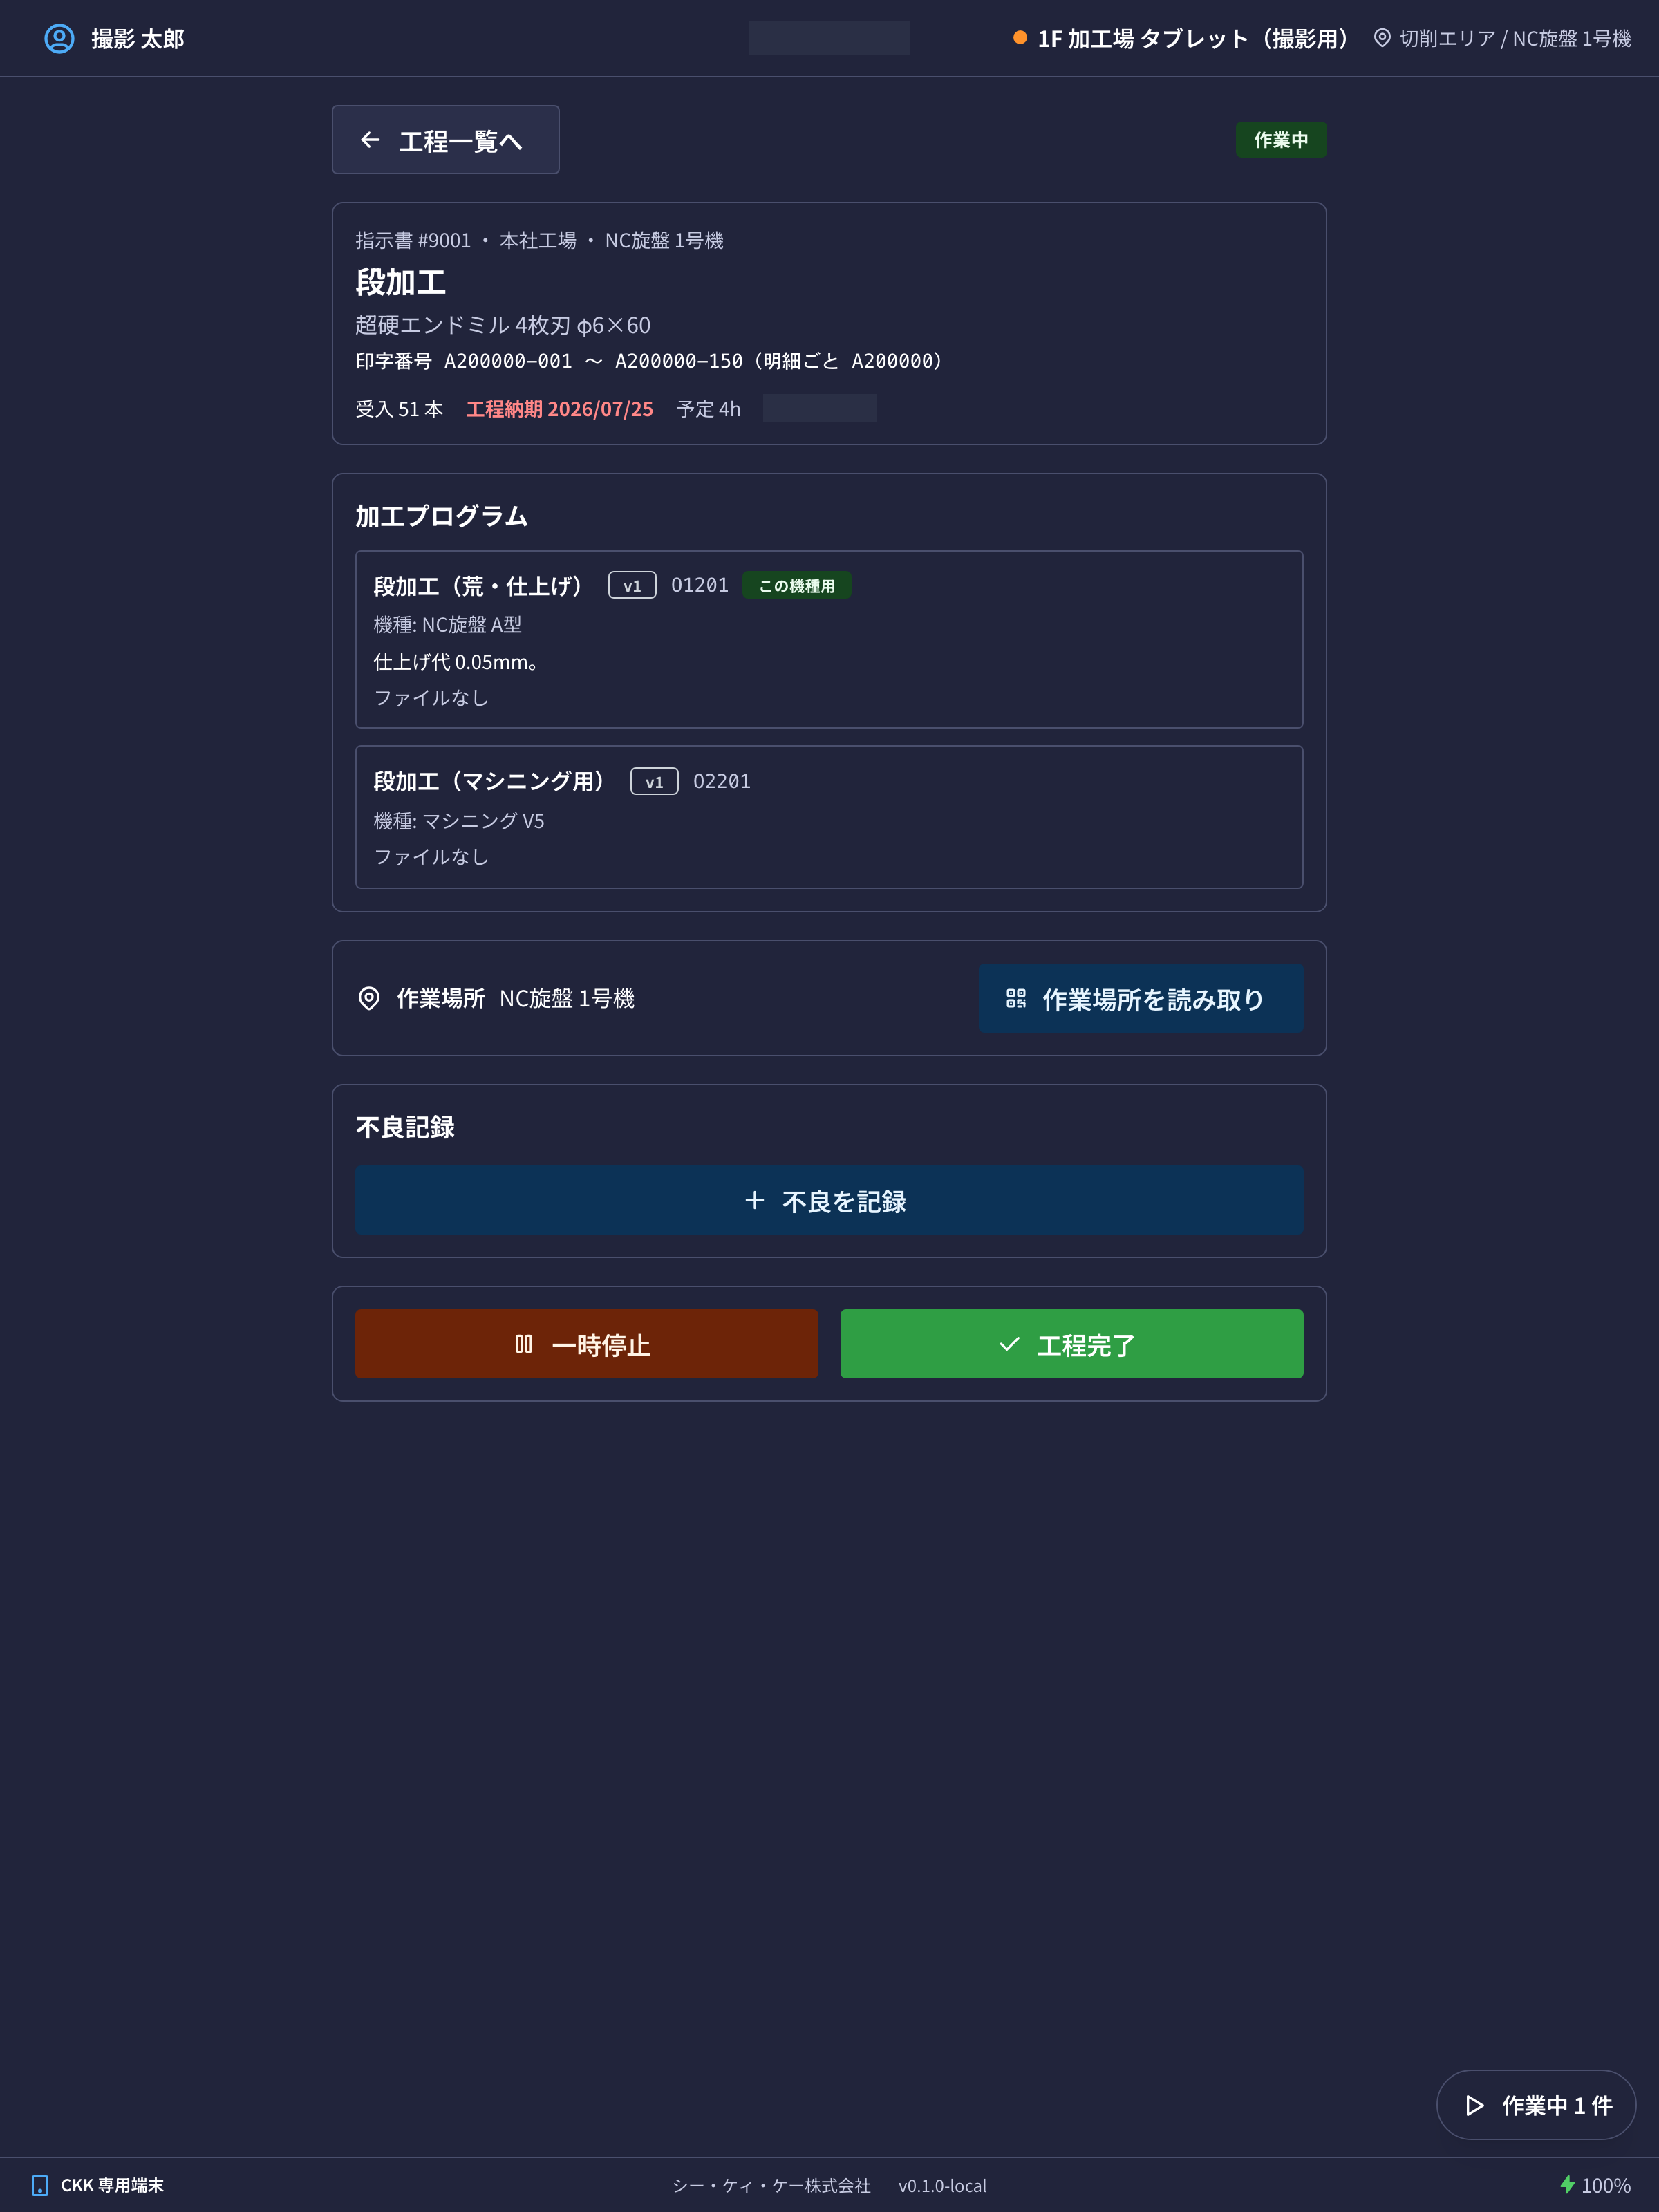 撮影 太郎
1F 加工場 タブレット（撮影用）
切削エリア / NC旋盤 1号機
工程一覧へ
作業中
指示書 #9001 ・ 本社工場 ・ NC旋盤 1号機
段加工
超硬エンドミル 4枚刃 φ6×60
印字番号 A200000-001 ～ A200000-150（明細ごと A200000）
受入 51 本 工程納期 2026/07/25 予定 4h
加工プログラム
段加工（荒・仕上げ） v1 O1201 この機種用
機種: NC旋盤 A型
仕上げ代 0.05mm。
ファイルなし
段加工（マシニング用） v1 O2201
機種: マシニング V5
ファイルなし
作業場所 NC旋盤 1号機
作業場所を読み取り
不良記録
不良を記録
一時停止
工程完了
作業中 1 件
CKK 専用端末
シー・ケィ・ケー株式会社 v0.1.0-local
100%